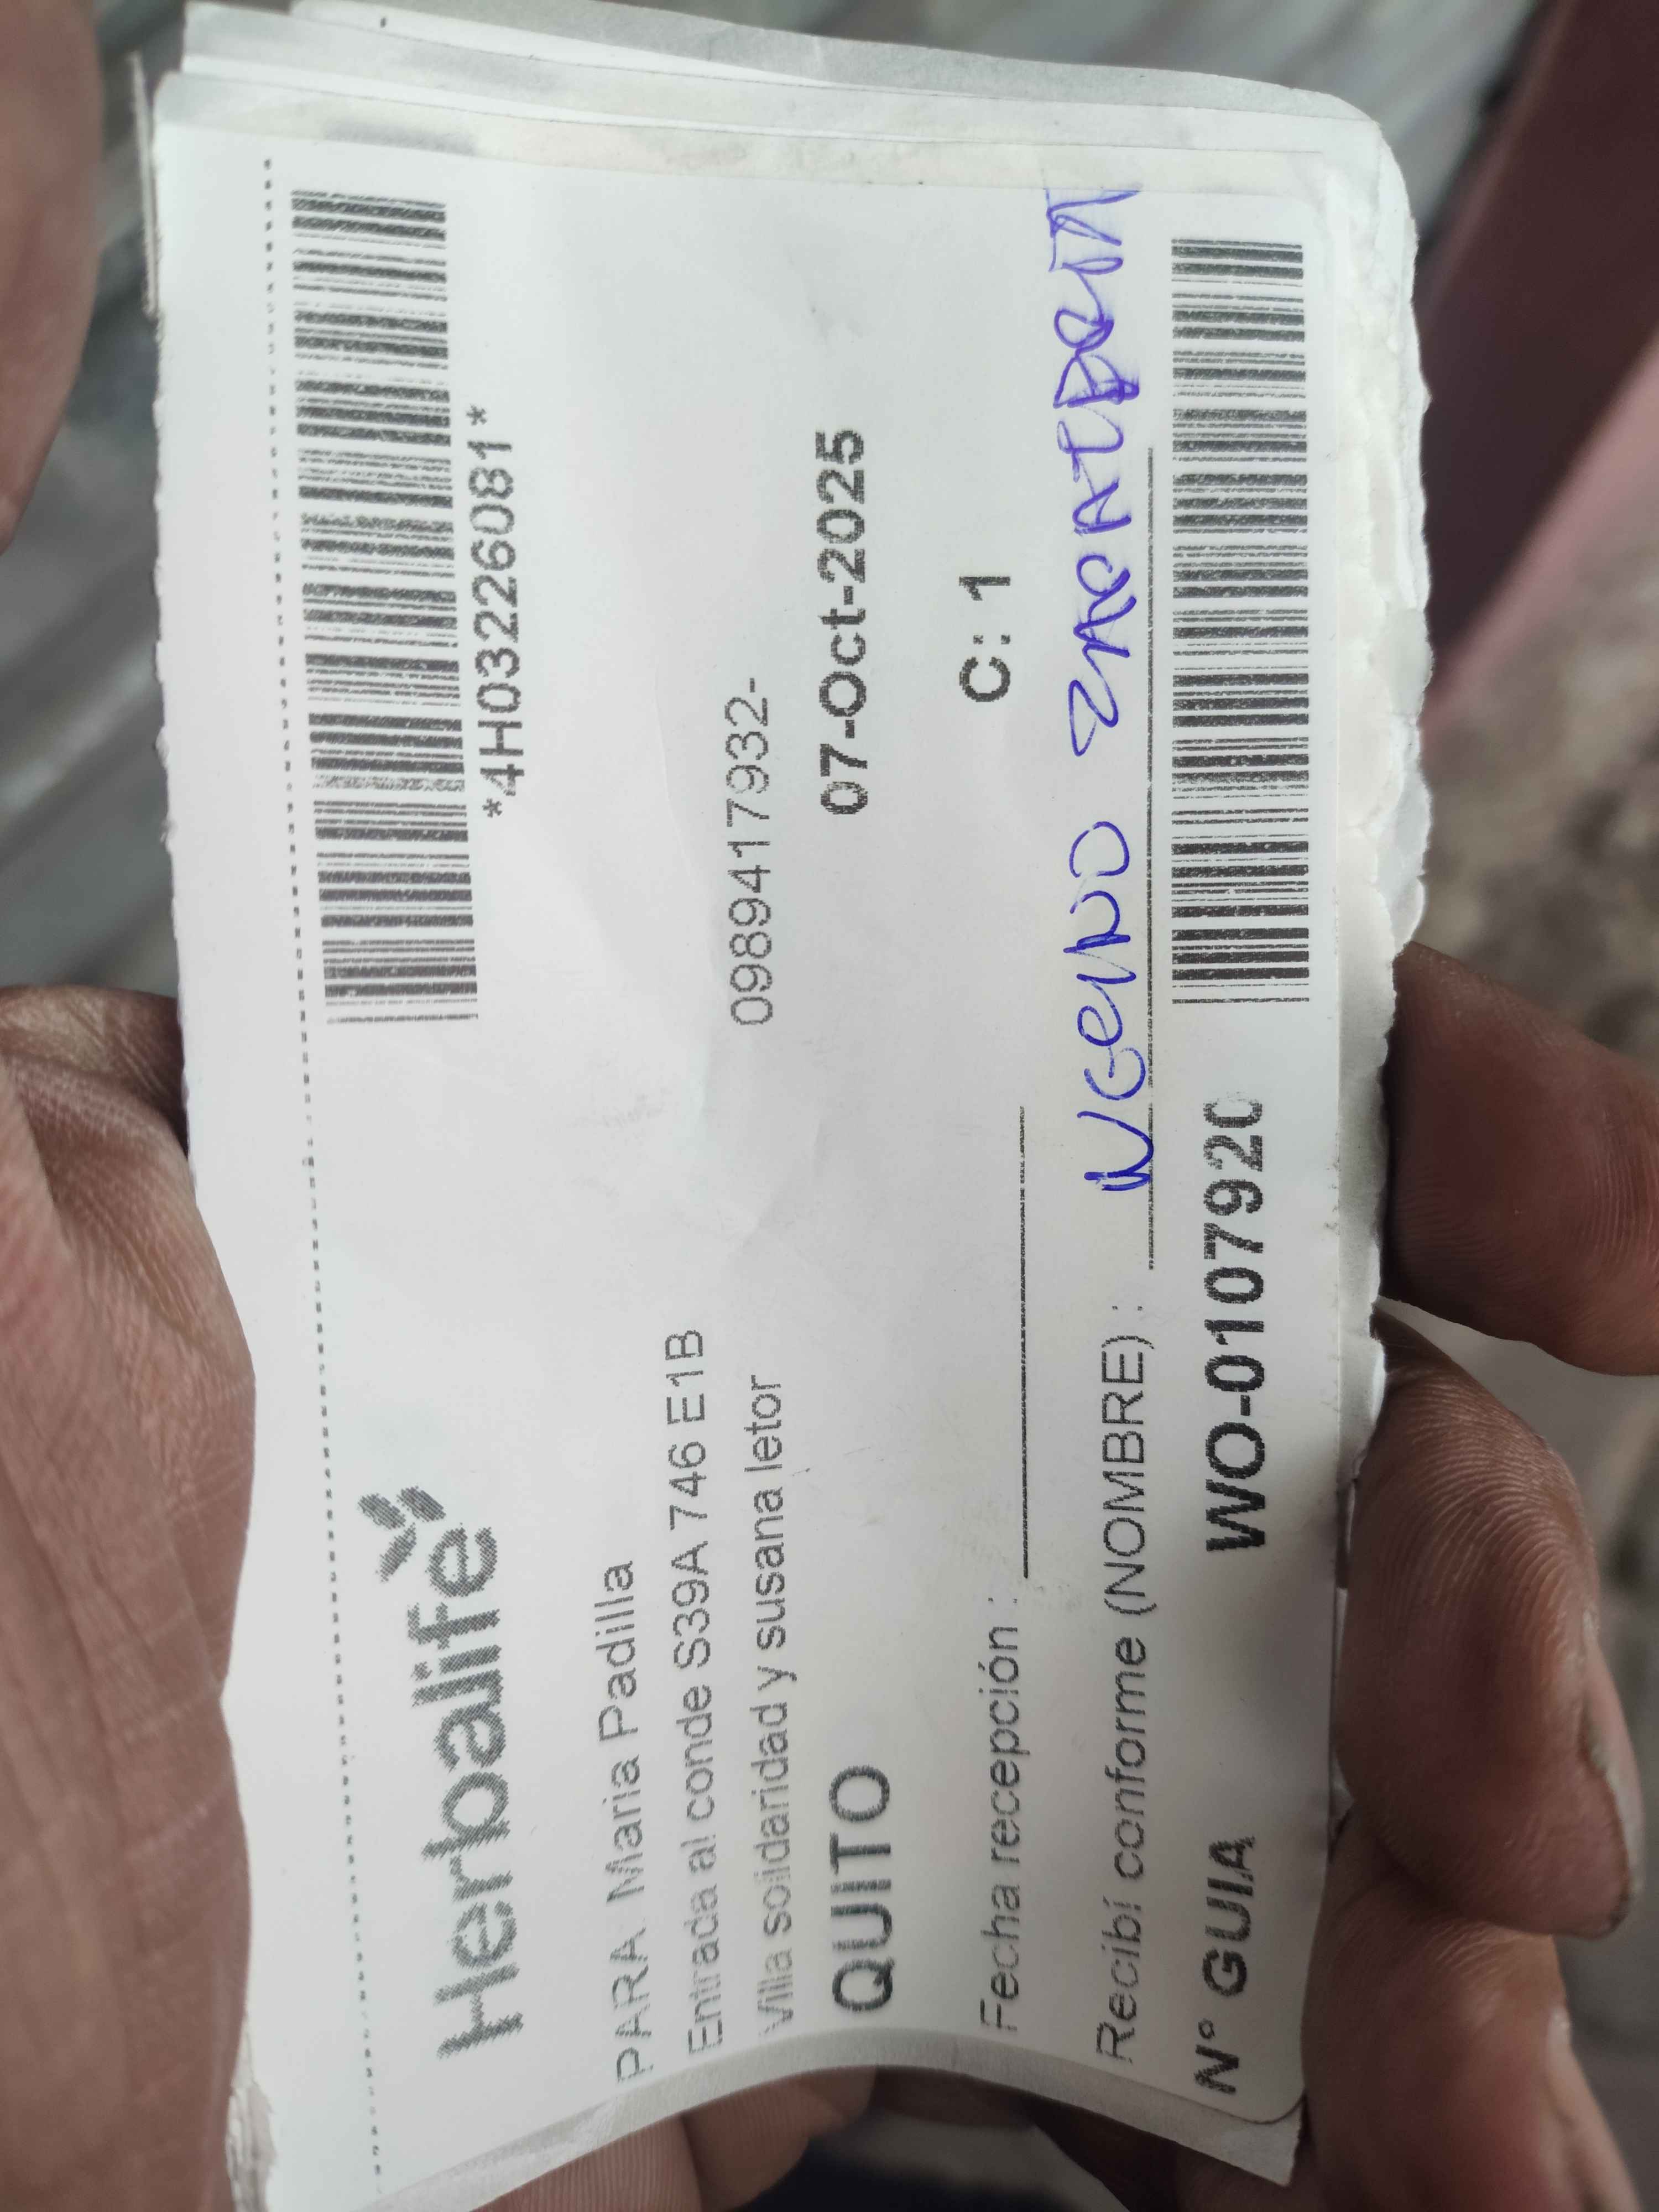 Herbalife
*4H03226081*
PARA: Maria Padilla
Entrada al conde S39A 746 E1B
Villa solidaridad y susana letor
0989417932-
QUITO
07-Oct-2025
Fecha recepción :
C: 1
Recibí conforme (NOMBRE) :
N° GUIA
WO-0107920